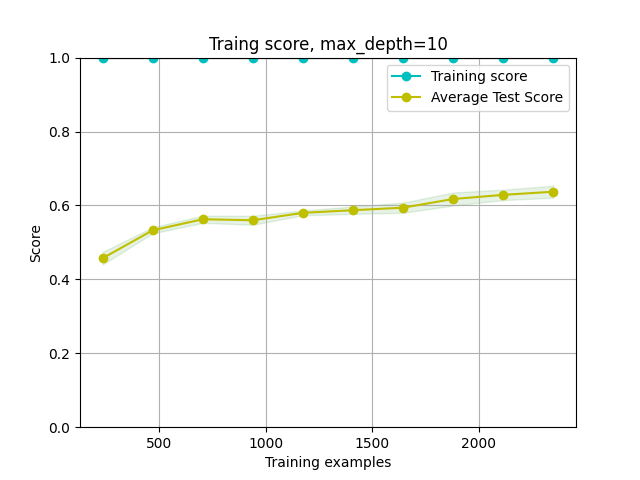 Traing score, max_depth=10
Training score
Average Test Score
1.0
0.8
0.6
0.4
0.2
0.0
Score
500 1000 1500 2000
Training examples